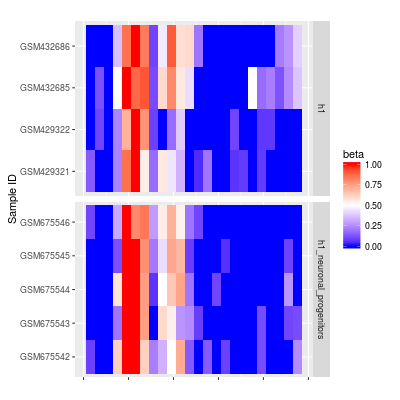 GSM432686
GSM432685
GSM429322
GSM429321
h1
GSM675546
GSM675545
GSM675544
GSM675543
GSM675542
h1_neuronal_progenitors
Sample ID
beta
1.00
0.75
0.50
0.25
0.00